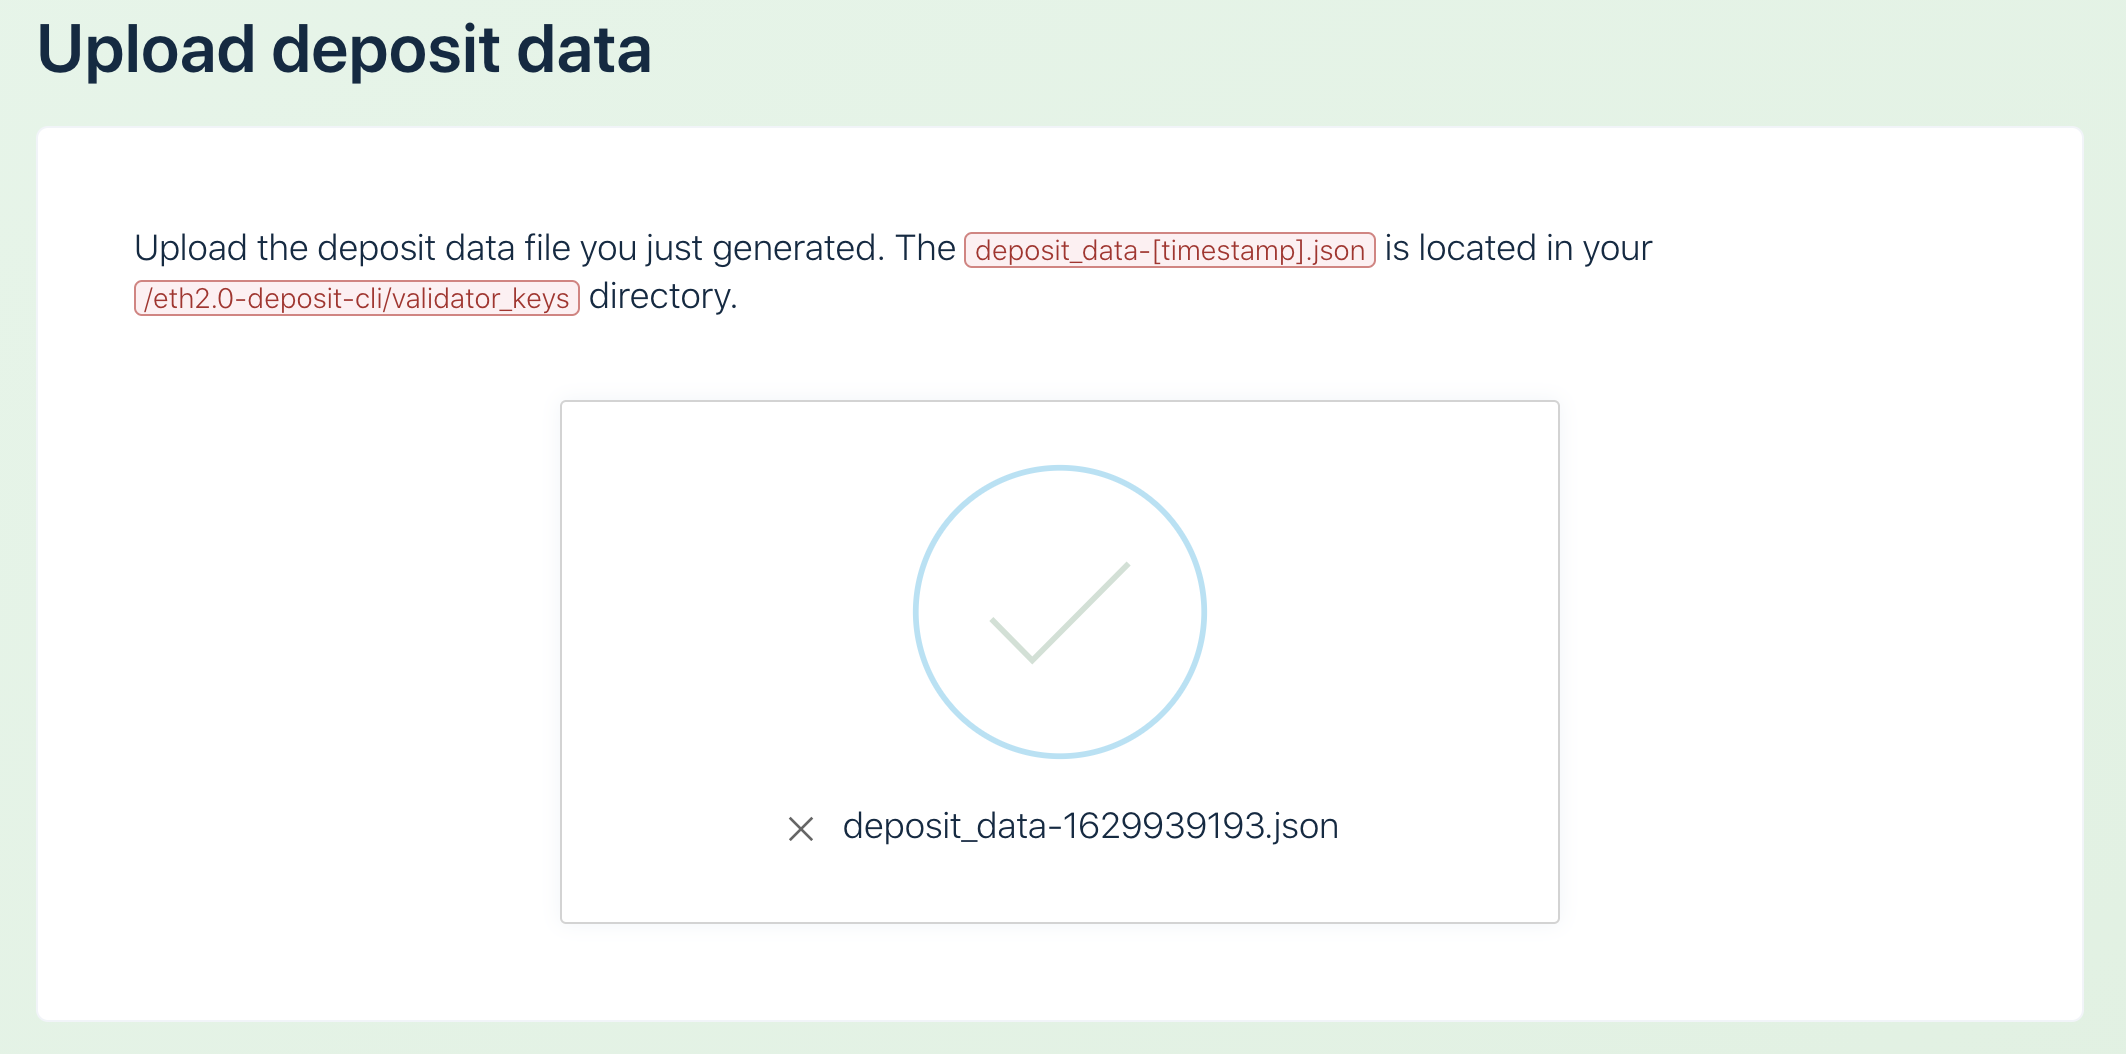 Upload deposit data
Upload the deposit data file you just generated. The deposit_data-[timestamp].json is located in your
/eth2.0-deposit-cli/validator_keys directory.
deposit_data-1629939193.json